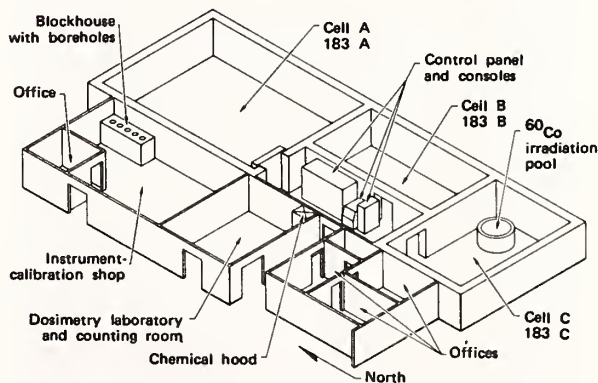 Blockhouse
with boreholes
Cell A
183 A
Control panel
and consoles
Office
Cell B
183 B
60Co
irradiation
pool
Instrument-
calibration shop
Dosimetry laboratory
and counting room
Chemical hood
Cell C
183 C
Offices
North